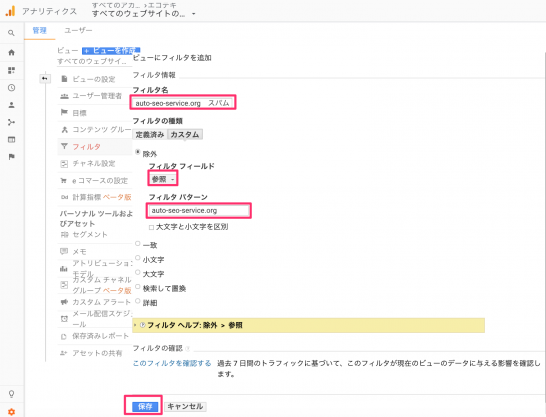 アナリティクス
すべてのアカ... >エコナキ
すべてのウェブサイトの...
管理
ユーザー
ビュー
+ ビューを作成
すべてのウェブサイ...
ビューの設定
ユーザー管理者
目標
コンテンツ グルー
フィルタ
チャネル設定
e コマースの設定
Dd 計算指標 ベータ版
パーソナル ツールおよ
びアセット
セグメント
メモ
アトリビューショ
モデル
カスタム チャネル
グループ ベータ版
カスタム アラート
メール配信スケジ
ール
保存済みレポート
アセットの共有
ビューにフィルタを追加
フィルタ情報
フィルタ名
auto-seo-service.org スパム
フィルタの種類
定義済み
カスタム
除外
フィルタ フィールド
参照
フィルタ パターン
auto-seo-service.org
大文字と小文字を区別
一致
小文字
大文字
検索して置換
詳細
? フィルタ ヘルプ: 除外 > 参照
フィルタの確認
このフィルタを確認する 過去 7 日間のトラフィックに基づいて、このフィルタが現在のビューのデータに与える影響を確認し
ます。
保存
キャンセル